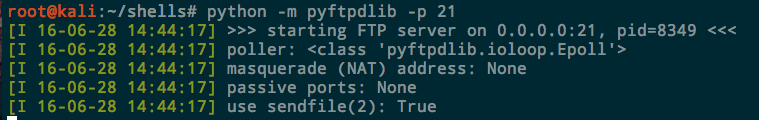 root@kali:~/shells# python -m pyftpdlib -p 21
[I 16-06-28 14:44:17] >>> starting FTP server on 0.0.0.0:21, pid=8349 <<<
[I 16-06-28 14:44:17] poller: <class 'pyftpdlib.ioloop.Epoll'>
[I 16-06-28 14:44:17] masquerade (NAT) address: None
[I 16-06-28 14:44:17] passive ports: None
[I 16-06-28 14:44:17] use sendfile(2): True